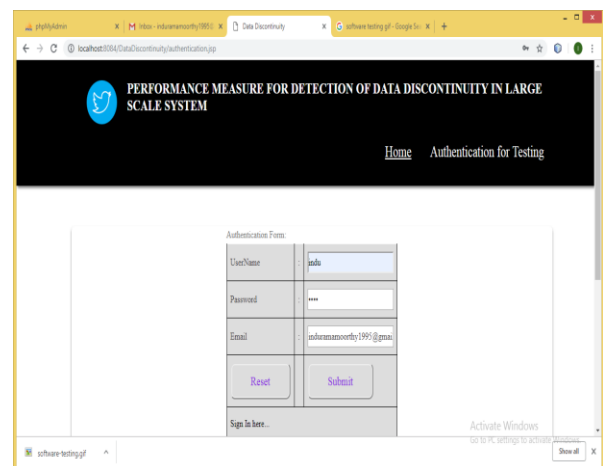 phpMyAdmin
Inbox - induramamoorthy1995@
Data Discontinuity
software testing gif - Google Se
localhost:8084/DataDiscontinuity/authentication.jsp
PERFORMANCE MEASURE FOR DETECTION OF DATA DISCONTINUITY IN LARGE
SCALE SYSTEM
Home Authentication for Testing
Authentication Form:
UserName : indu
Password : ••••
Email : induramamoorthy1995@gmai
Reset Submit
Sign In here...
Activate Windows
Go to PC settings to activate Windows.
software-testing.gif
Show all